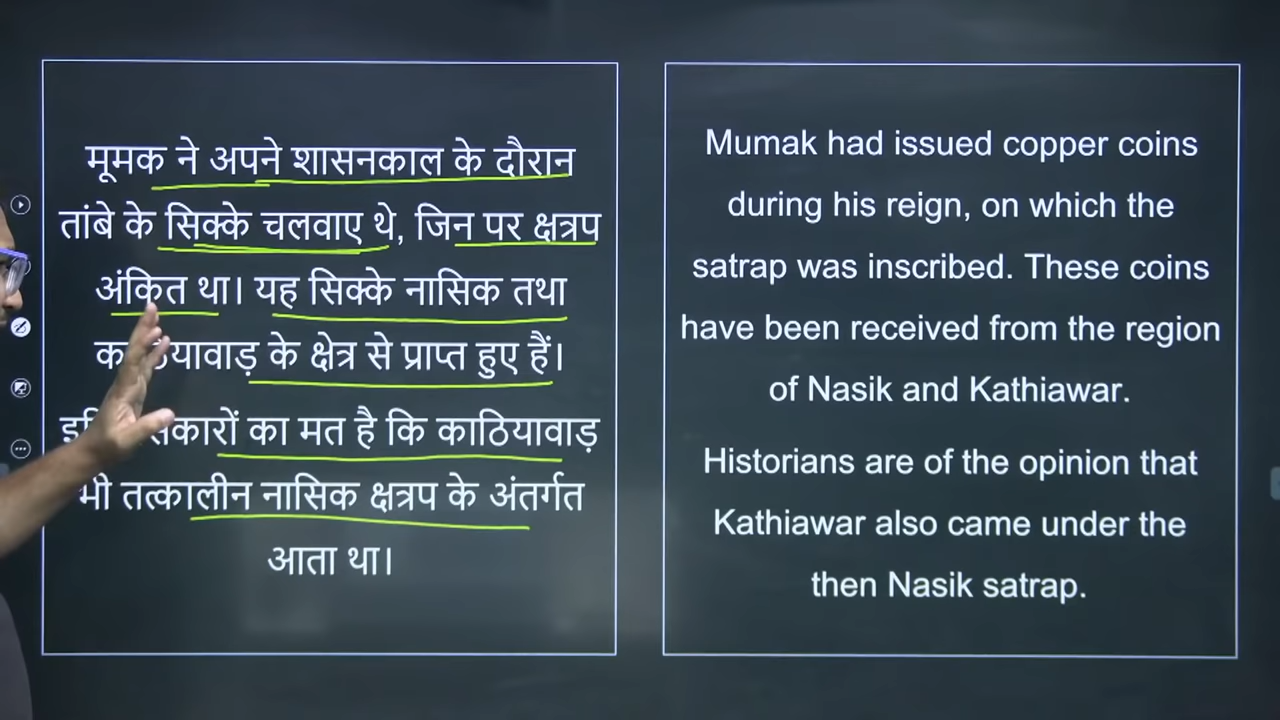 मूमक ने अपने शासनकाल के दौरान
तांबे के सिक्के चलवाए थे, जिन पर क्षत्रप
अंकित था। यह सिक्के नासिक तथा
के क्षेत्र से प्राप्त हुए हैं।
का मत है कि काठियावाड़
भी तत्कालीन नासिक क्षत्रप के अंतर्गत
आता था।
Mumak had issued copper coins
during his reign, on which the
satrap was inscribed. These coins
have been received from the region
of Nasik and Kathiawar.
Historians are of the opinion that
Kathiawar also came under the
then Nasik satrap.